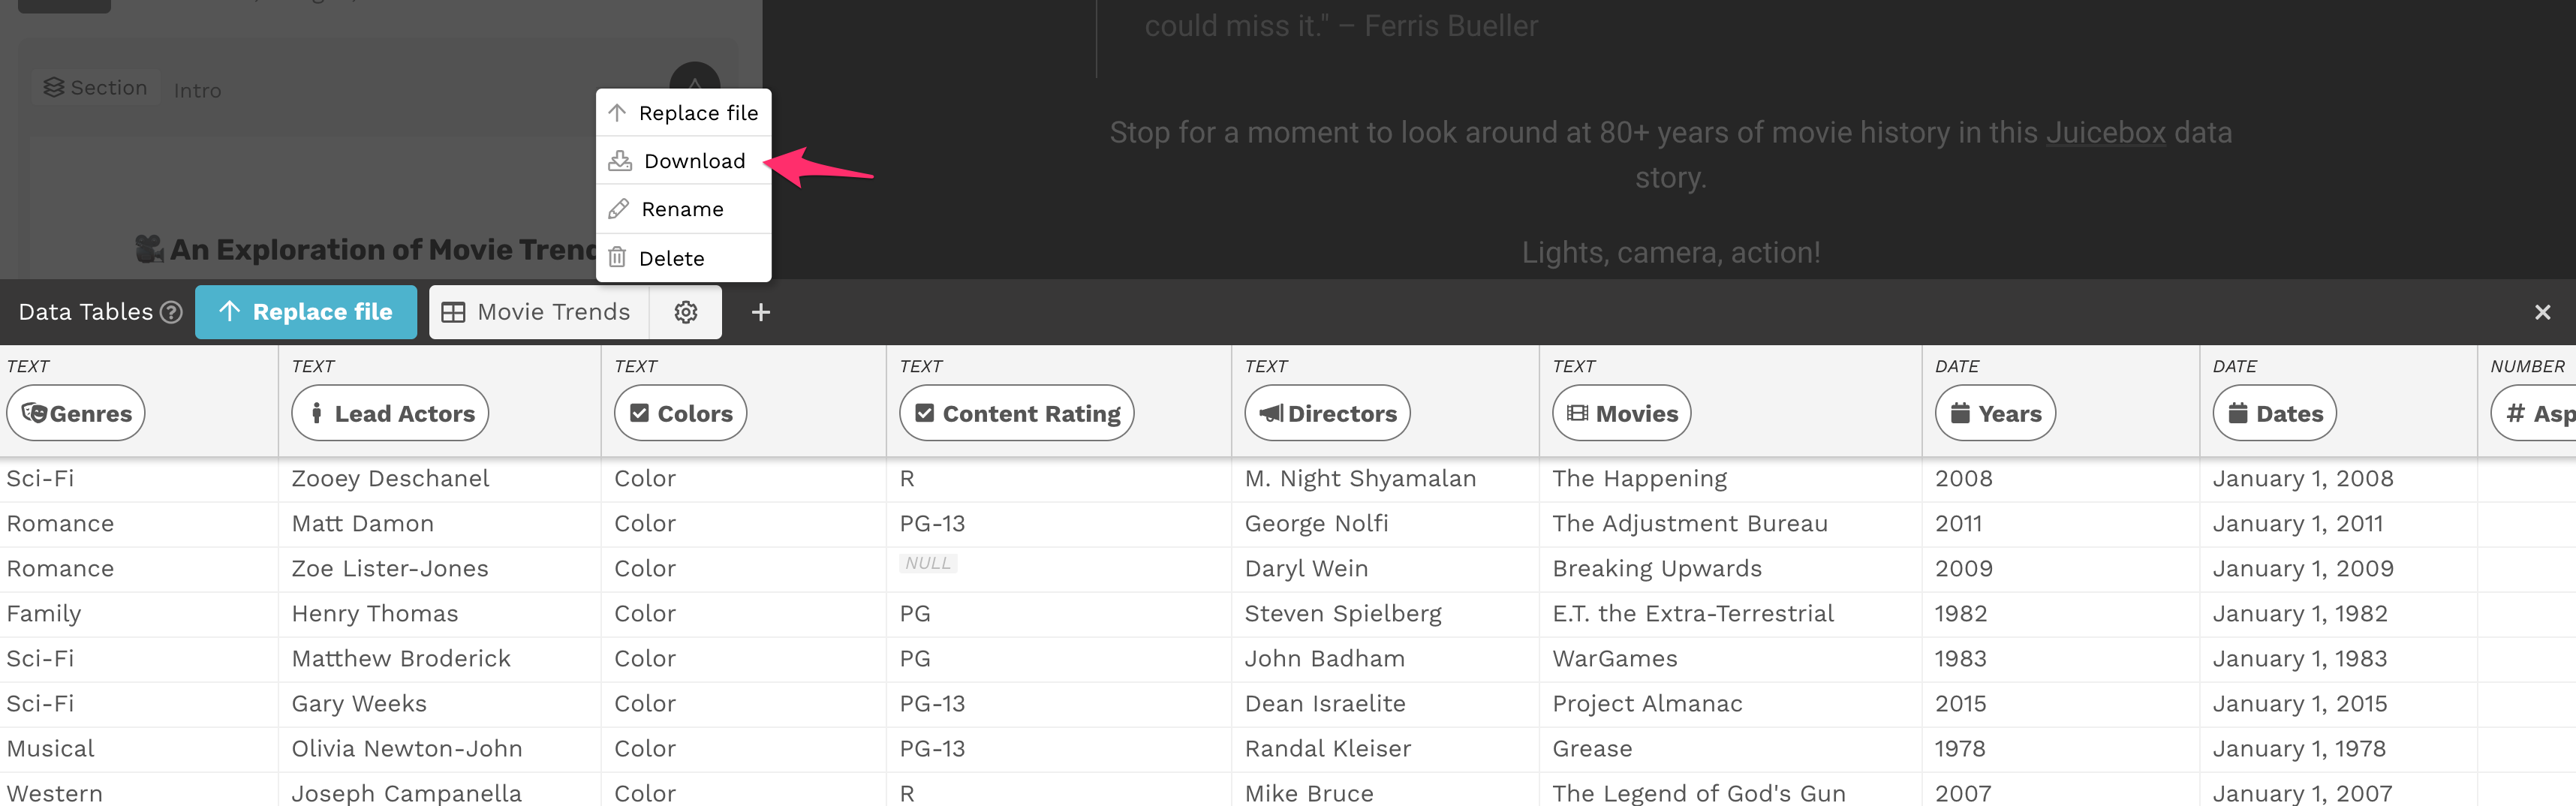 could miss it." – Ferris Bueller
Section Intro
Replace file
Download
Rename
Delete
Stop for a moment to look around at 80+ years of movie history in this Juicebox data
story.
An Exploration of Movie Tren
Lights, camera, action!
Data Tables ? Replace file Movie Trends +
TEXT TEXT TEXT TEXT TEXT TEXT DATE DATE NUMBER
Genres Lead Actors Colors Content Rating Directors Movies Years Dates # Asp
Sci-Fi Zooey Deschanel Color R M. Night Shyamalan The Happening 2008 January 1, 2008
Romance Matt Damon Color PG-13 George Nolfi The Adjustment Bureau 2011 January 1, 2011
Romance Zoe Lister-Jones Color NULL Daryl Wein Breaking Upwards 2009 January 1, 2009
Family Henry Thomas Color PG Steven Spielberg E.T. the Extra-Terrestrial 1982 January 1, 1982
Sci-Fi Matthew Broderick Color PG John Badham WarGames 1983 January 1, 1983
Sci-Fi Gary Weeks Color PG-13 Dean Israelite Project Almanac 2015 January 1, 2015
Musical Olivia Newton-John Color PG-13 Randal Kleiser Grease 1978 January 1, 1978
Western Joseph Campanella Color R Mike Bruce The Legend of God's Gun 2007 January 1, 2007